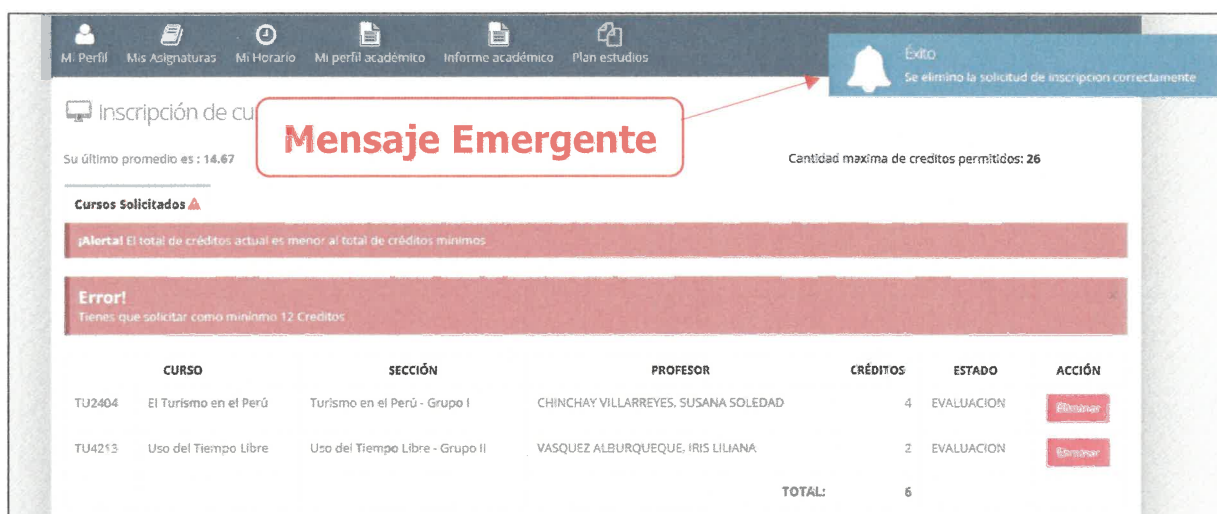 Mi Perfil Mis Asignaturas Mi Horario Mi perfil académico Informe académico Plan estudios
Éxito
Se elimino la solicitud de inscripcion correctamente
Inscripción de cu
Mensaje Emergente
Su último promedio es : 14.67
Cantidad maxima de creditos permitidos: 26
Cursos Solicitados
¡Alerta! El total de créditos actual es menor al total de créditos mínimos
Error!
Tienes que solicitar como minínmo 12 Creditos
CURSO SECCIÓN PROFESOR CRÉDITOS ESTADO ACCIÓN
TU2404 El Turismo en el Perú Turismo en el Perú - Grupo I CHINCHAY VILLARREYES, SUSANA SOLEDAD 4 EVALUACION Eliminar
TU4213 Uso del Tiempo Libre Uso del Tiempo Libre - Grupo II VASQUEZ ALBURQUEQUE, IRIS LILIANA 2 EVALUACION Eliminar
TOTAL: 6